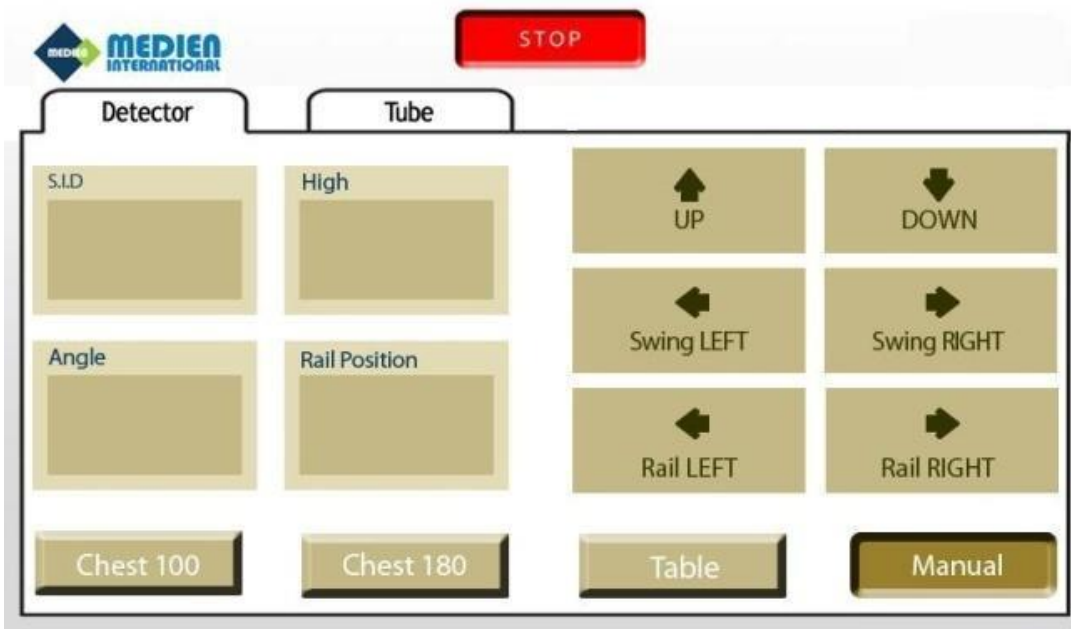 MEDIEN
MEDIEN
INTERNATIONAL
STOP
Detector
Tube
S.I.D
High
Angle
Rail Position
UP
DOWN
Swing LEFT
Swing RIGHT
Rail LEFT
Rail RIGHT
Chest 100
Chest 180
Table
Manual